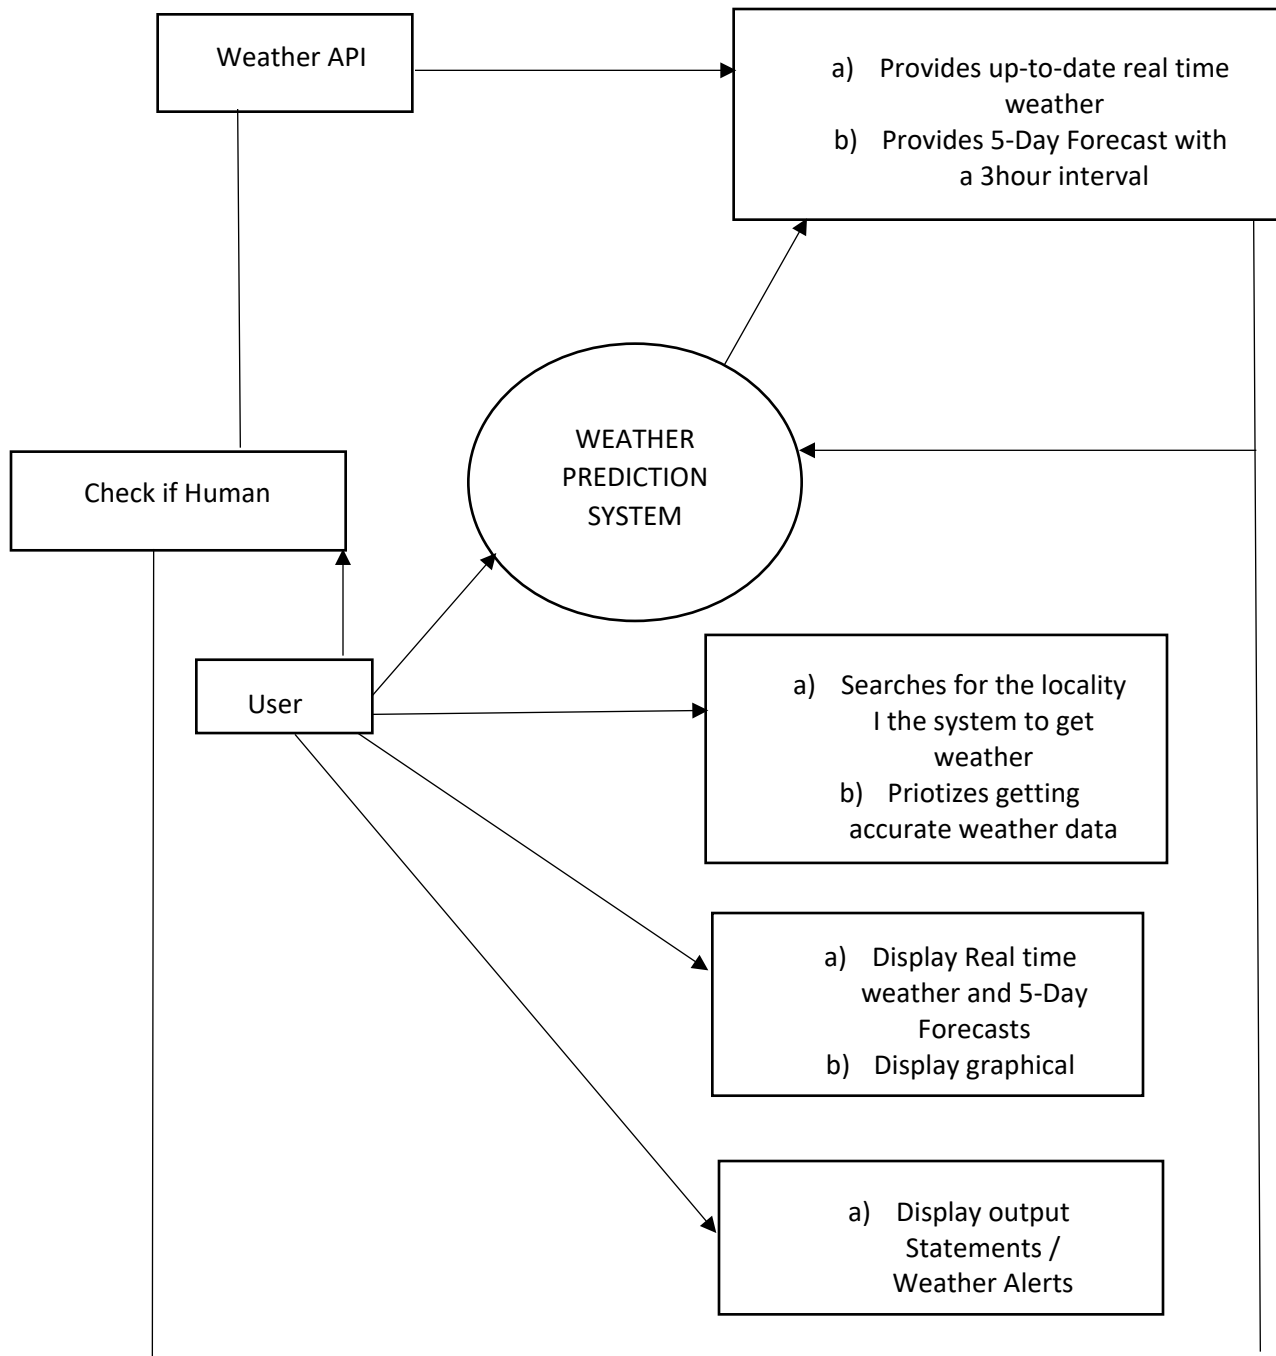 Weather API
a) Provides up-to-date real time
weather
b) Provides 5-Day Forecast with
a 3hour interval
WEATHER
PREDICTION
SYSTEM
Check if Human
User
a) Searches for the locality
I the system to get
weather
b) Priotizes getting
accurate weather data
a) Display Real time
weather and 5-Day
Forecasts
b) Display graphical
a) Display output
Statements /
Weather Alerts